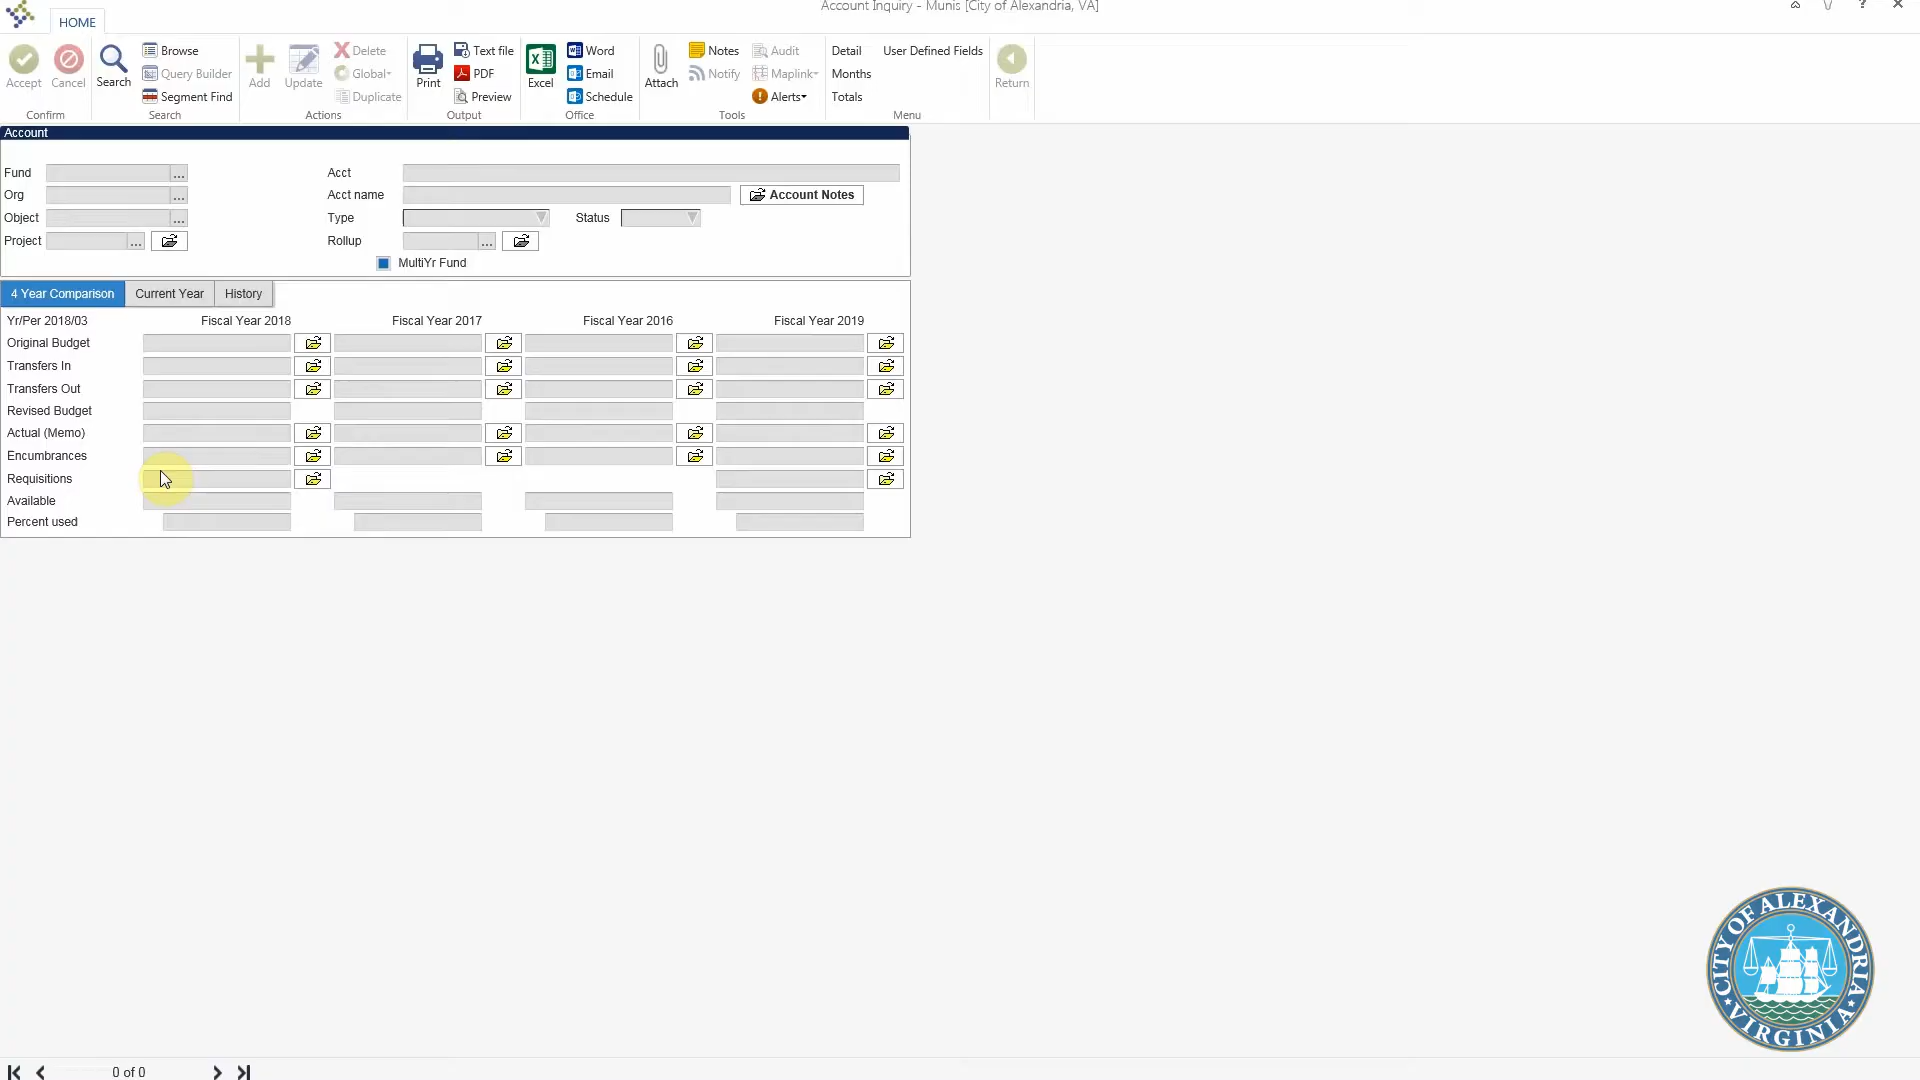 Account Inquiry - Munis [City of Alexandria, VA]
HOME
Accept
Cancel
Confirm
Search
Browse
Query Builder
Segment Find
Search
Add
Update
Delete
Global
Duplicate
Actions
Print
Text file
PDF
Preview
Output
Excel
Word
Email
Schedule
Office
Attach
Notes
Notify
Audit
Maplink
Alerts
Tools
Detail
Months
Totals
User Defined Fields
Menu
Return
Account
Fund ...
Acct
Org ...
Acct name
Account Notes
Object ...
Type
Status
Project ...
Rollup ...
MultiYr Fund
4 Year Comparison Current Year History
Yr/Per 2018/03 Fiscal Year 2018 Fiscal Year 2017 Fiscal Year 2016 Fiscal Year 2019
Original Budget
Transfers In
Transfers Out
Revised Budget
Actual (Memo)
Encumbrances
Requisitions
Available
Percent used
CITY OF ALEXANDRIA
VIRGINIA
0 of 0